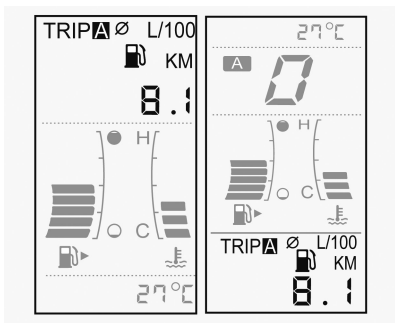 TRIP A Ø L/100
KM
8.1
H
C
27°C
27°C
A
0
H
C
TRIP A Ø L/100
KM
8.1